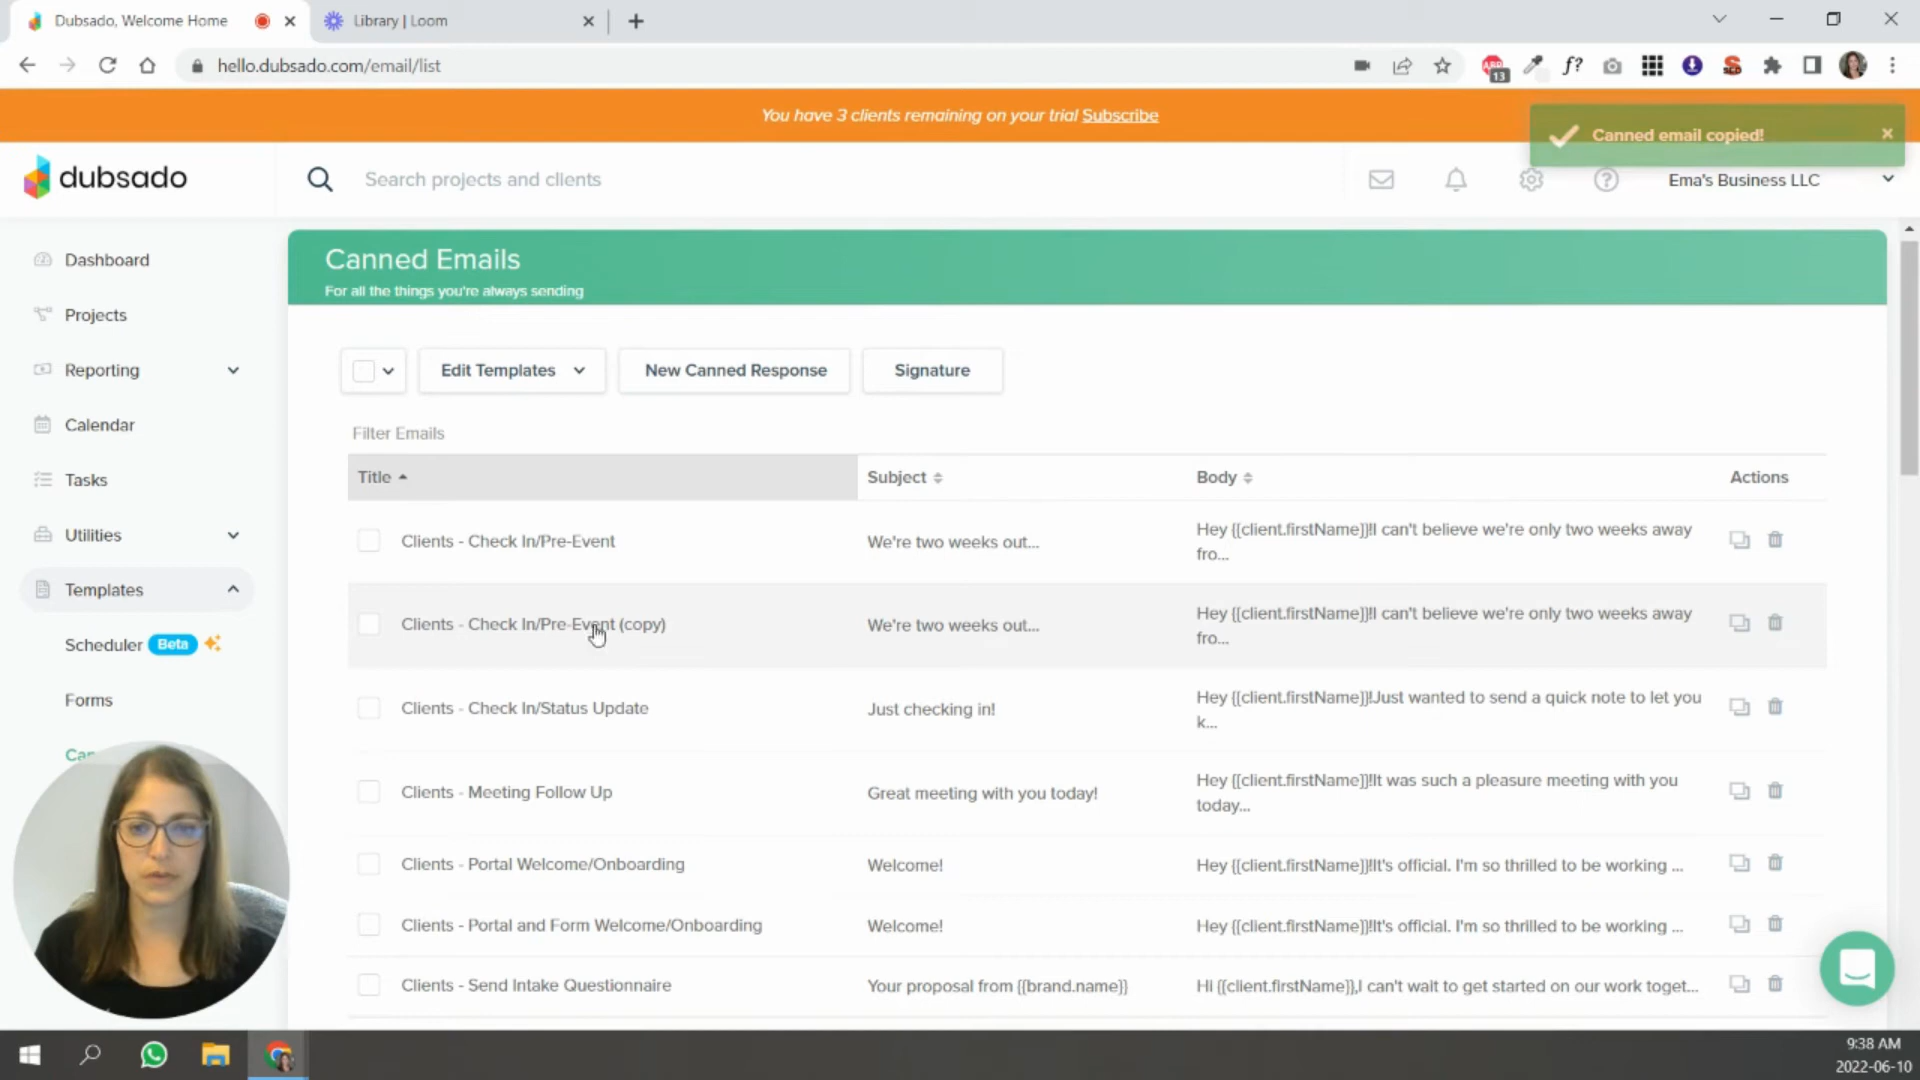 Dubsado, Welcome Home
Library | Loom
hello.dubsado.com/email/list
13
f?
You have 3 clients remaining on your trial Subscribe
Canned email copied!
dubsado
Search projects and clients
Ema's Business LLC
Dashboard
Projects
Reporting
Calendar
Tasks
Utilities
Templates
Scheduler Beta
Forms
Canned Emails
For all the things you're always sending
Edit Templates
New Canned Response
Signature
Filter Emails
Title
Subject
Body
Actions
Clients - Check In/Pre-Event
We're two weeks out...
Hey {{client.firstName}}!I can't believe we're only two weeks away
fro...
Clients - Check In/Pre-Event (copy)
We're two weeks out...
Hey {{client.firstName}}!I can't believe we're only two weeks away
fro...
Clients - Check In/Status Update
Just checking in!
Hey {{client.firstName}}!Just wanted to send a quick note to let you
k...
Clients - Meeting Follow Up
Great meeting with you today!
Hey {{client.firstName}}!It was such a pleasure meeting with you
today...
Clients - Portal Welcome/Onboarding
Welcome!
Hey {{client.firstName}}!It's official. I'm so thrilled to be working ...
Clients - Portal and Form Welcome/Onboarding
Welcome!
Hey {{client.firstName}}!It's official. I'm so thrilled to be working ...
Clients - Send Intake Questionnaire
Your proposal from {{brand.name}}
Hi {{client.firstName}},I can't wait to get started on our work toget...
9:38 AM
2022-06-10